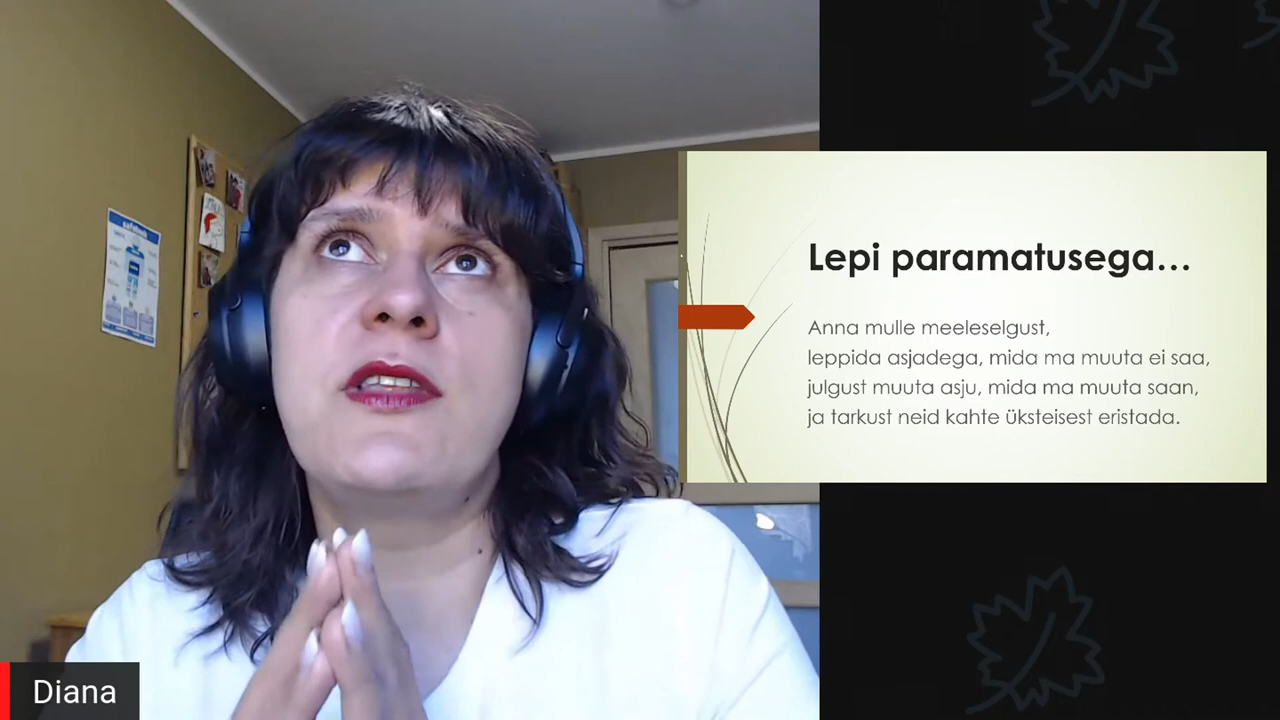 Lepi paramatusega...
Anna mulle meeleselgust,
leppida asjadega, mida ma muuta ei saa,
julgust muuta asju, mida ma muuta saan,
ja tarkust neid kahte üksteisest eristada.
Diana